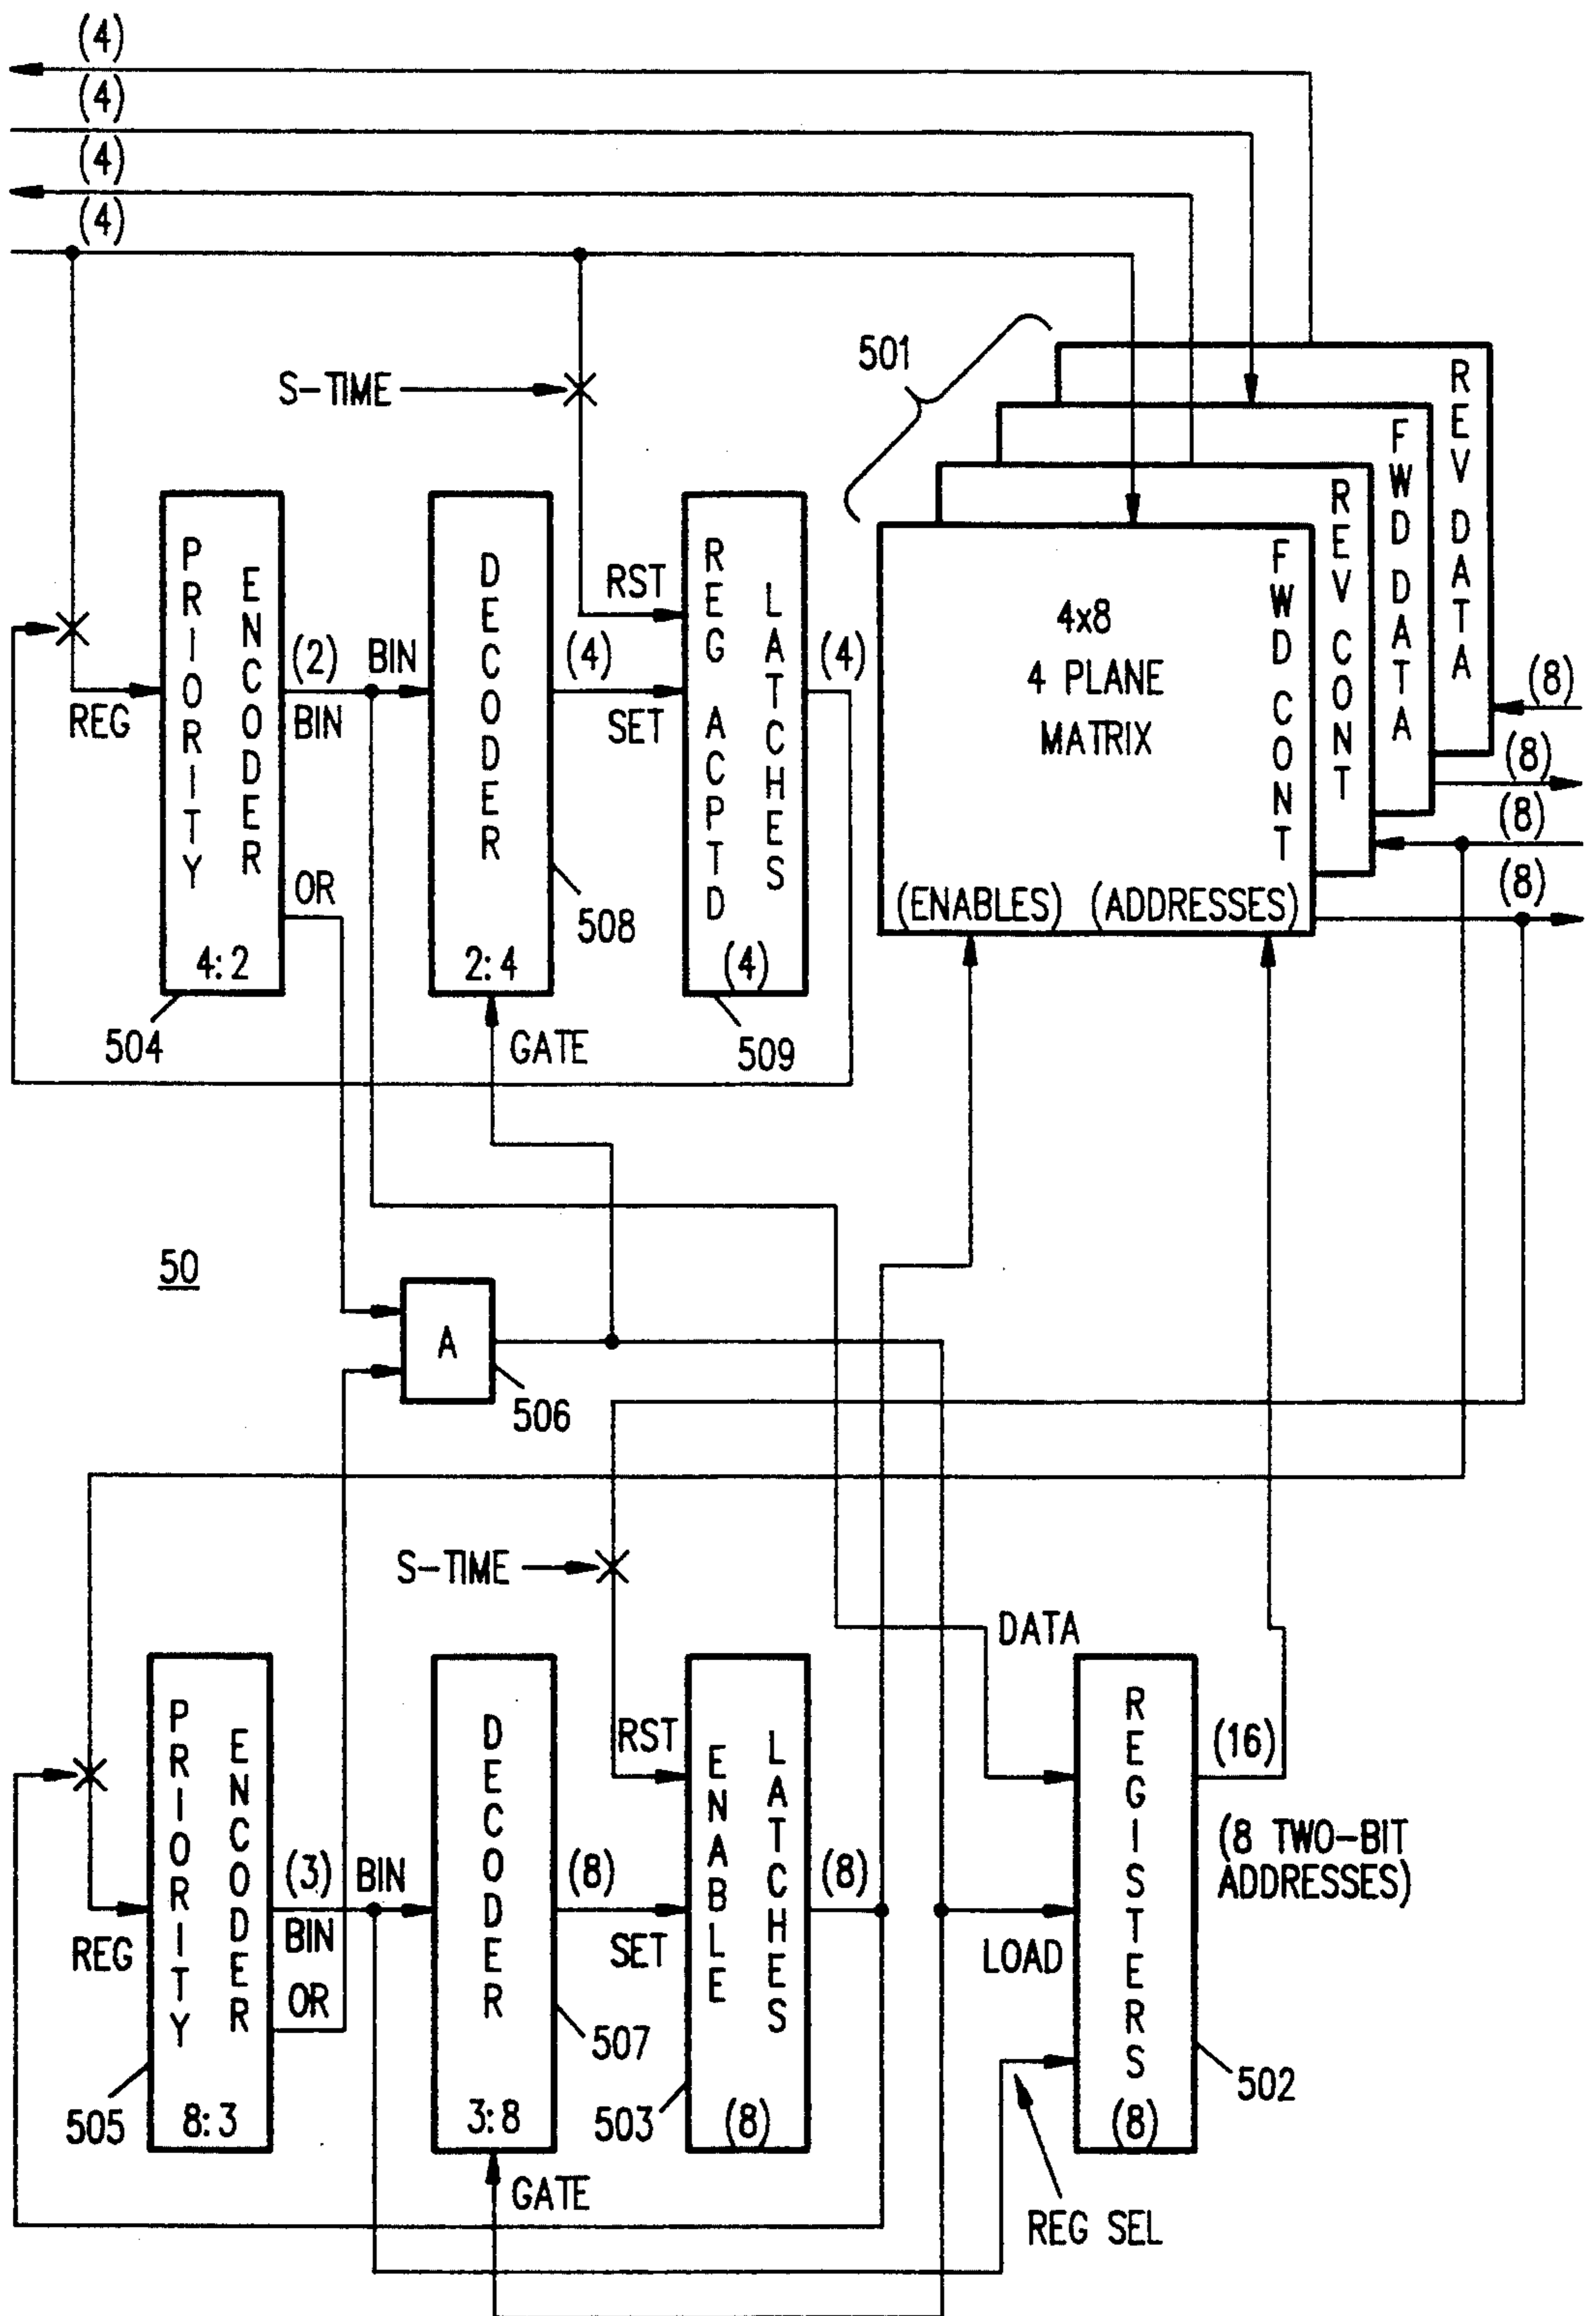 (4)
(4)
(4)
(4)
501
S-TIME
REV DATA
FWD DATA
REV CONT
FWD CONT
4x8
4 PLANE
MATRIX
(ENABLES) (ADDRESSES)
(8)
(8)
(8)
(8)
REG
PRIORITY ENCODER
4:2
504
(2)
BIN
BIN
OR
DECODER
2:4
508
GATE
(4)
RST
SET
REG ACPTD LATCHES
(4)
509
(4)
50
A
506
S-TIME
REG
PRIORITY ENCODER
8:3
505
(3)
BIN
BIN
OR
DECODER
3:8
507
GATE
(8)
RST
SET
ENABLE LATCHES
(8)
503
(8)
DATA
LOAD
REG SEL
REGISTERS
(8)
502
(16)
(8 TWO-BIT
ADDRESSES)